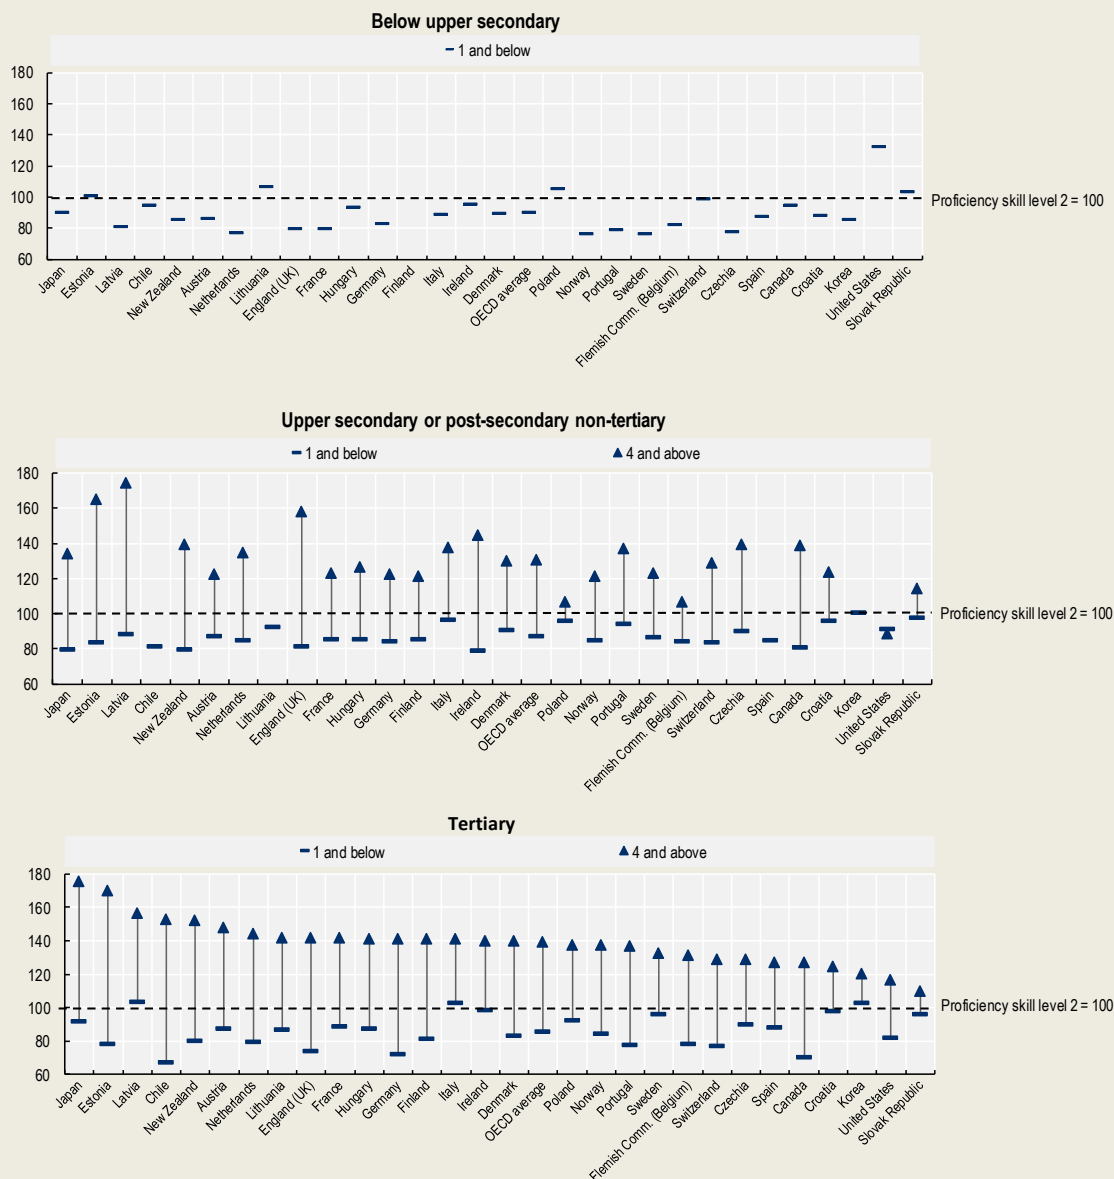 Below upper secondary
1 and below
180
160
140
120
100
80
60
Proficiency skill level 2 = 100
Japan
Estonia
Latvia
Chile
New Zealand
Austria
Netherlands
Lithuania
England (UK)
France
Hungary
Germany
Finland
Italy
Ireland
Denmark
OECD average
Poland
Norway
Portugal
Sweden
Flemish Comm. (Belgium)
Switzerland
Czechia
Spain
Canada
Croatia
Korea
United States
Slovak Republic
Upper secondary or post-secondary non-tertiary
1 and below 4 and above
180
160
140
120
100
80
60
Proficiency skill level 2 = 100
Japan
Estonia
Latvia
Chile
New Zealand
Austria
Netherlands
Lithuania
England (UK)
France
Hungary
Germany
Finland
Italy
Ireland
Denmark
OECD average
Poland
Norway
Portugal
Sweden
Flemish Comm. (Belgium)
Switzerland
Czechia
Spain
Canada
Croatia
Korea
United States
Slovak Republic
Tertiary
1 and below 4 and above
180
160
140
120
100
80
60
Proficiency skill level 2 = 100
Japan
Estonia
Latvia
Chile
New Zealand
Austria
Netherlands
Lithuania
England (UK)
France
Hungary
Germany
Finland
Italy
Ireland
Denmark
OECD average
Poland
Norway
Portugal
Sweden
Flemish Comm. (Belgium)
Switzerland
Czechia
Spain
Canada
Croatia
Korea
United States
Slovak Republic